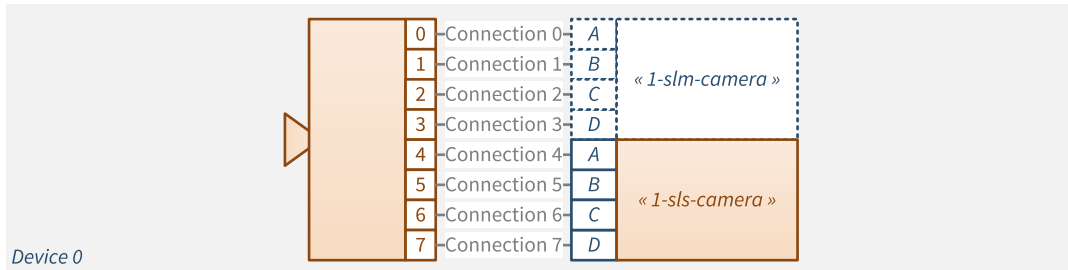 0 Connection 0 A
1 Connection 1 B
2 Connection 2 C
3 Connection 3 D
« 1-slm-camera »
4 Connection 4 A
5 Connection 5 B
6 Connection 6 C
7 Connection 7 D
« 1-sls-camera »
Device 0